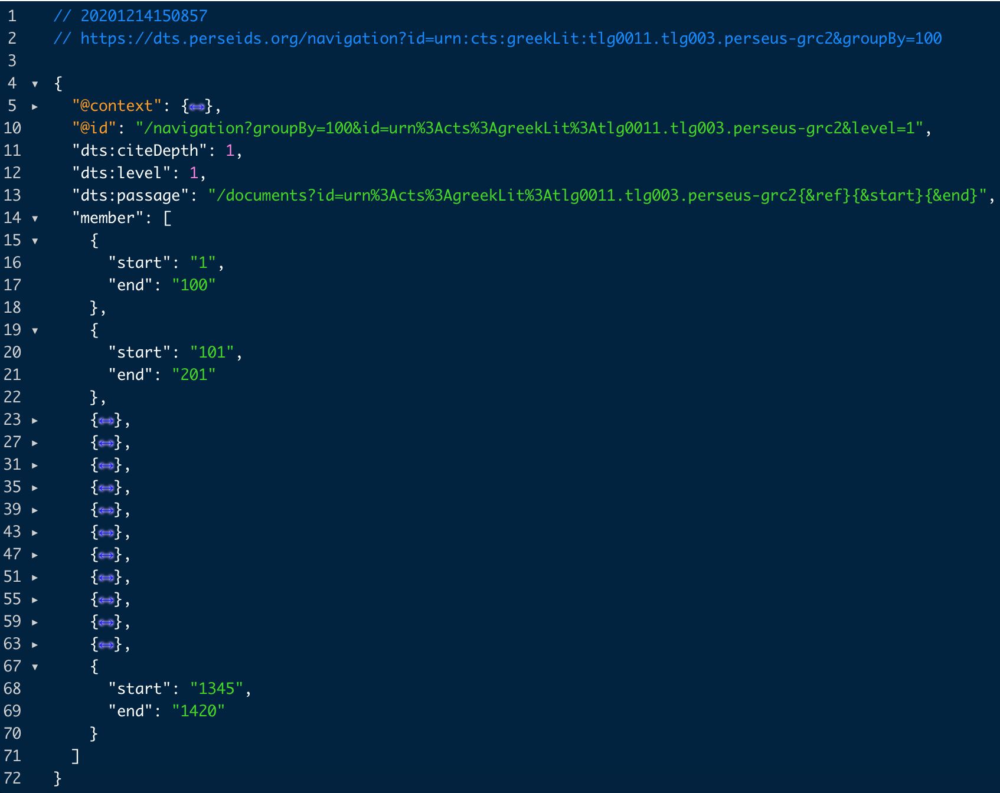 1 // 20201214150857
2 // https://dts.perseids.org/navigation?id=urn:cts:greekLit:tlg0011.tlg003.perseus-grc2&groupBy=100
3
4 ▼ {
5 ▶ "@context": {↔},
10 "@id": "/navigation?groupBy=100&id=urn%3Acts%3AgreekLit%3Atlg0011.tlg003.perseus-grc2&level=1",
11 "dts:citeDepth": 1,
12 "dts:level": 1,
13 "dts:passage": "/documents?id=urn%3Acts%3AgreekLit%3Atlg0011.tlg003.perseus-grc2{&ref}{&start}{&end}",
14 ▼ "member": [
15 ▼ {
16 "start": "1",
17 "end": "100"
18 },
19 ▼ {
20 "start": "101",
21 "end": "201"
22 },
23 ▶ {↔},
27 ▶ {↔},
31 ▶ {↔},
35 ▶ {↔},
39 ▶ {↔},
43 ▶ {↔},
47 ▶ {↔},
51 ▶ {↔},
55 ▶ {↔},
59 ▶ {↔},
63 ▶ {↔},
67 ▼ {
68 "start": "1345",
69 "end": "1420"
70 }
71 ]
72 }